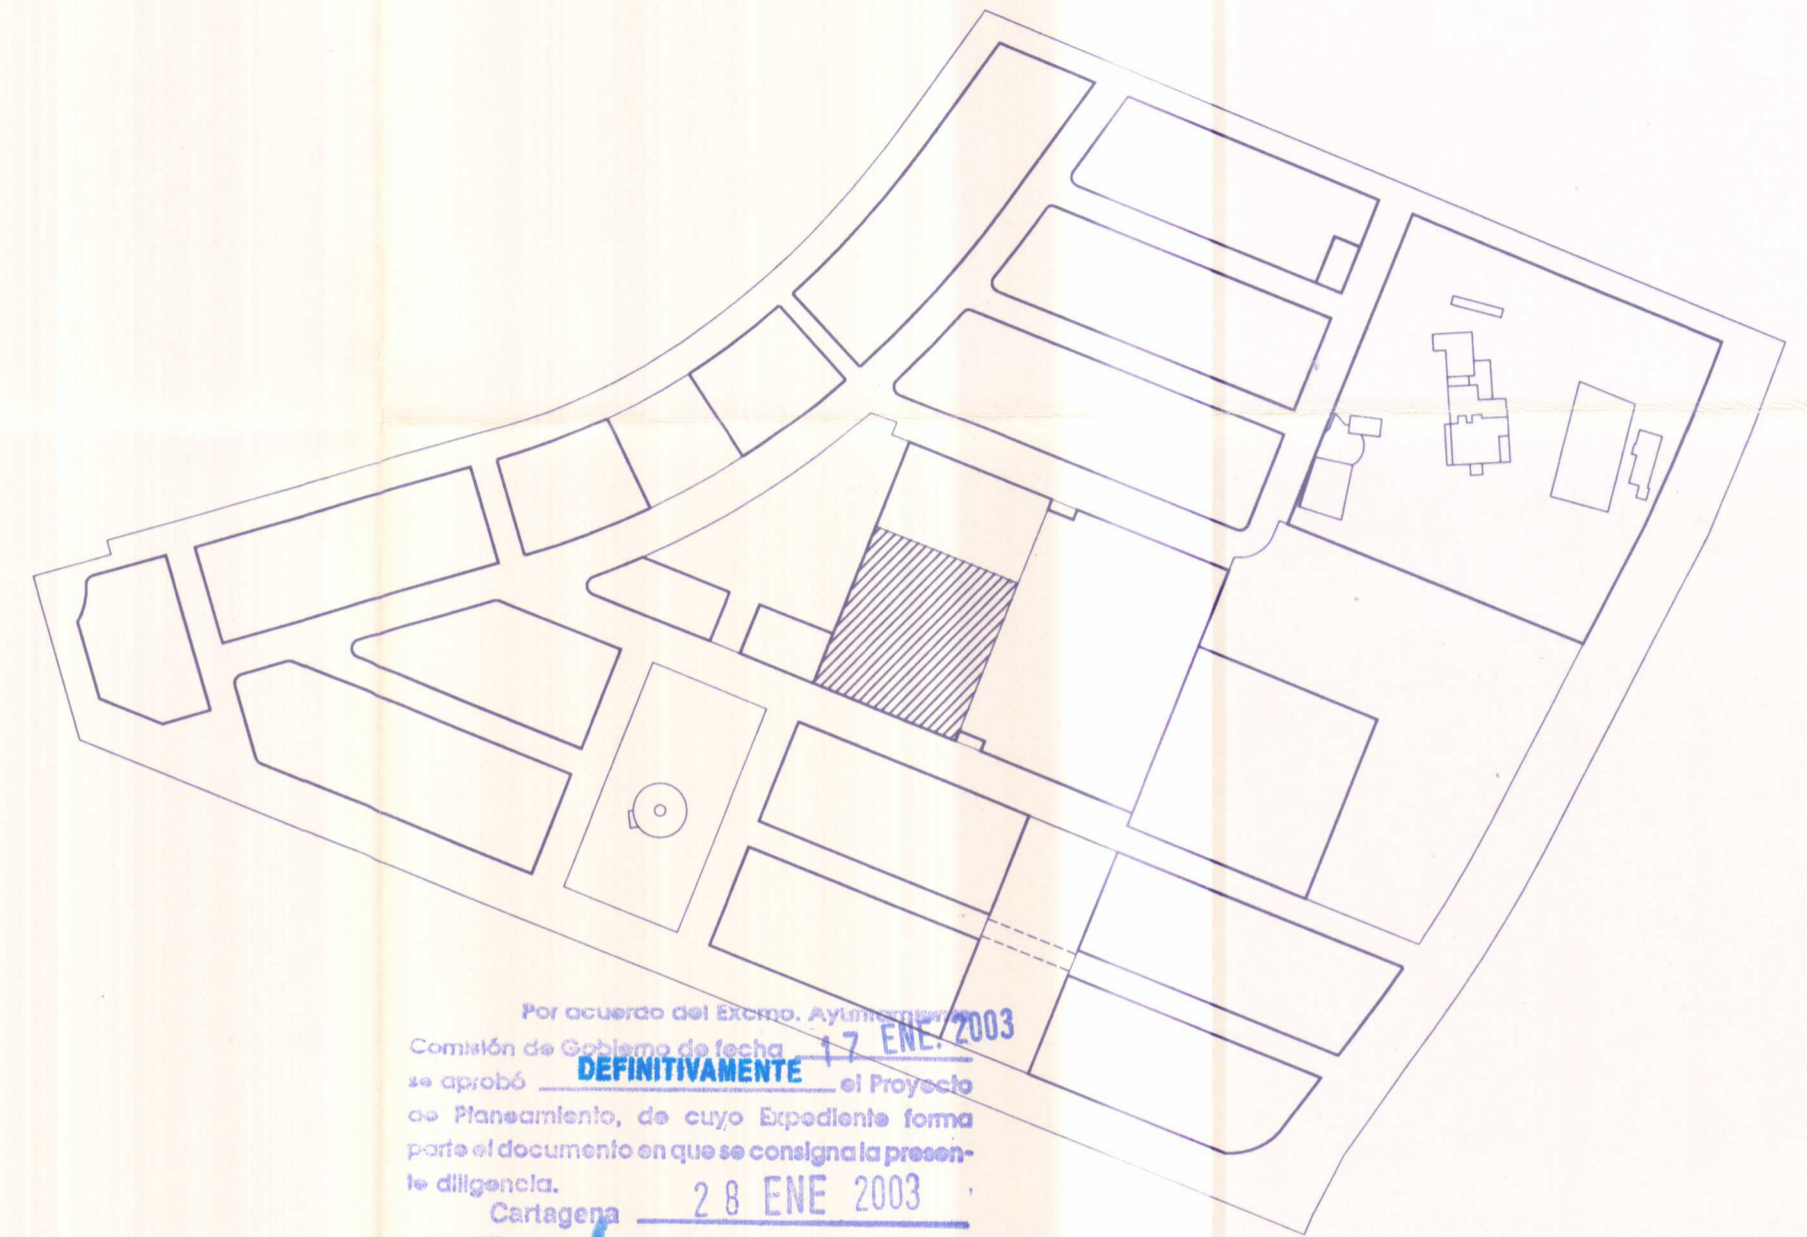 Por acuerdo del Excmo. Ayuntamiento
Comisión de Gobierno de fecha 17 ENE. 2003
se aprobó DEFINITIVAMENTE el Proyecto
de Planeamiento, de cuyo Expediente forma
parte el documento en que se consigna la presen-
te diligencia.
Cartagena 28 ENE 2003